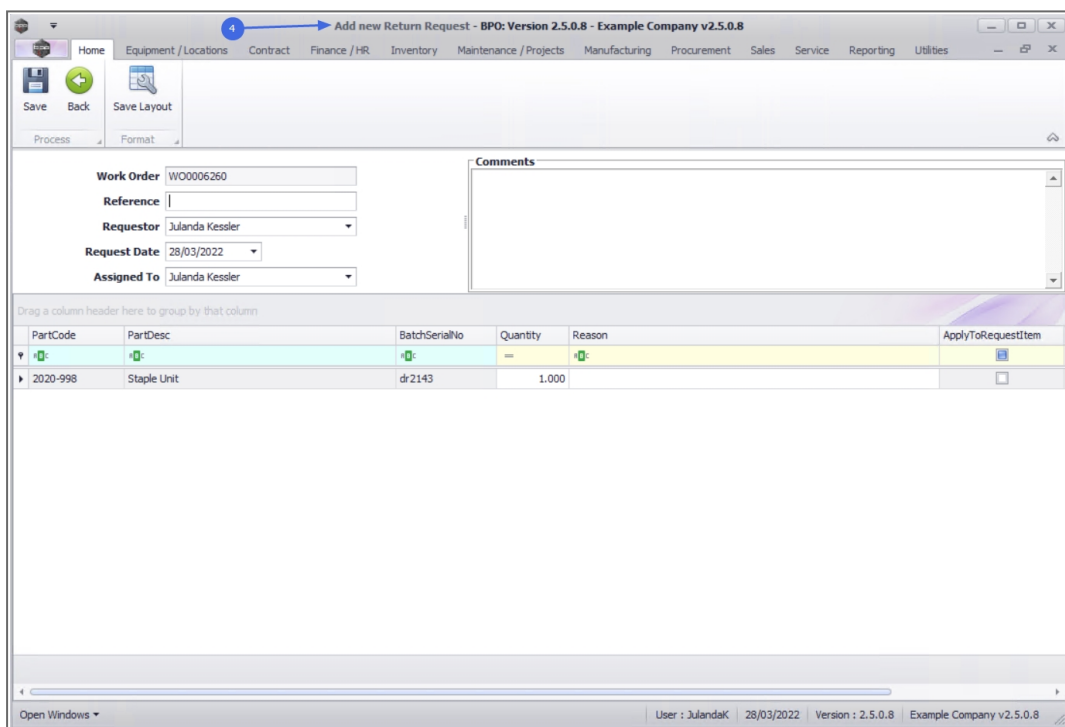 4
Add new Return Request - BPO: Version 2.5.0.8 - Example Company v2.5.0.8
Home Equipment / Locations Contract Finance / HR Inventory Maintenance / Projects Manufacturing Procurement Sales Service Reporting Utilities
Save Back Save Layout
Process Format
Work Order WO0006260
Reference
Requestor Julanda Kessler
Request Date 28/03/2022
Assigned To Julanda Kessler
Comments
Drag a column header here to group by that column
PartCode PartDesc BatchSerialNo Quantity Reason ApplyToRequestItem
=
2020-998 Staple Unit dr2143 1.000
Open Windows User : JulandaK 28/03/2022 Version : 2.5.0.8 Example Company v2.5.0.8